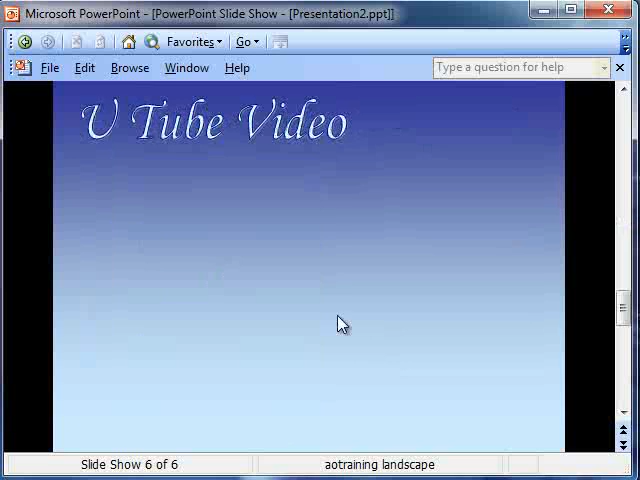 Microsoft PowerPoint - [PowerPoint Slide Show - [Presentation2.ppt]]
Favorites Go
File Edit Browse Window Help Type a question for help
U Tube Video
Slide Show 6 of 6 aotraining landscape